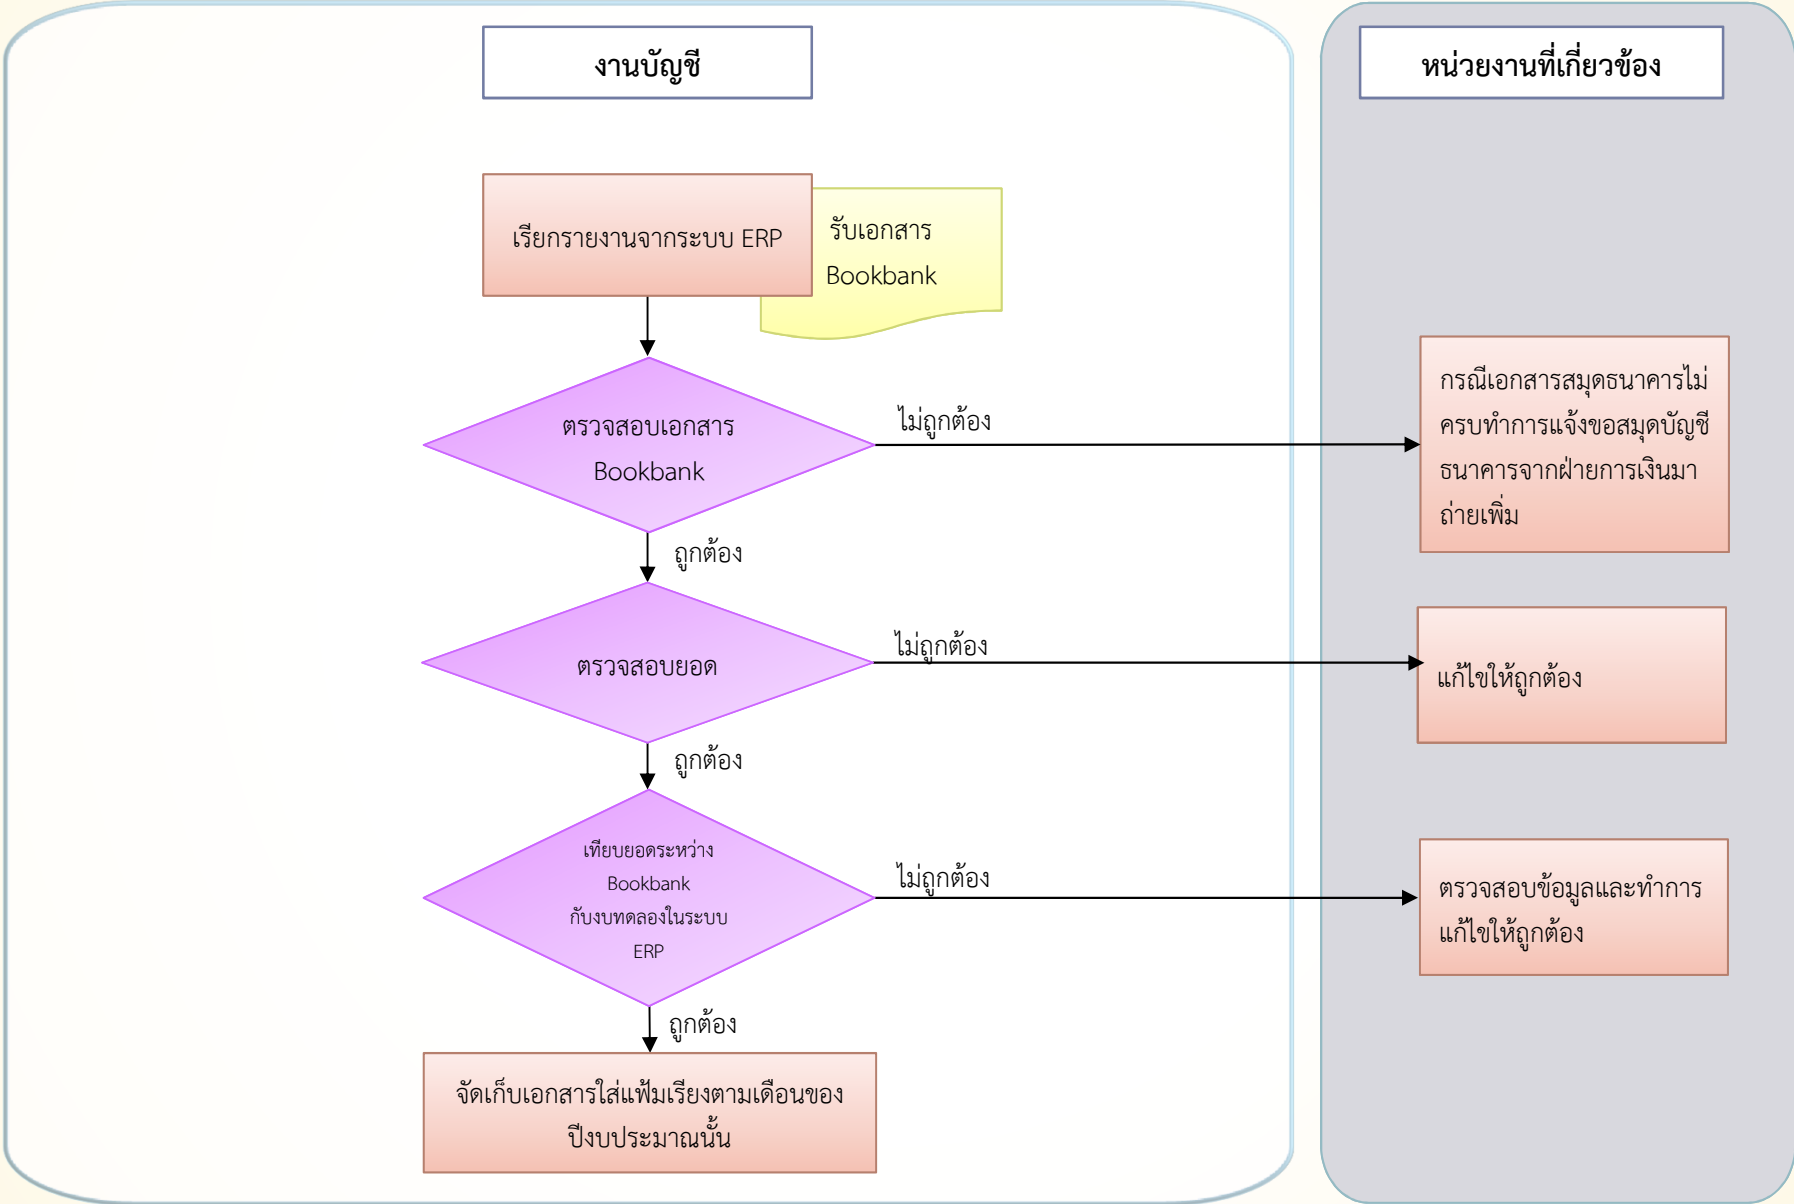 งานบัญชี
หน่วยงานที่เกี่ยวข้อง
เรียกรายงานจากระบบ ERP
รับเอกสาร
Bookbank
ตรวจสอบเอกสาร
Bookbank
ไม่ถูกต้อง
กรณีเอกสารสมุดธนาคารไม่
ครบทำการแจ้งขอสมุดบัญชี
ธนาคารจากฝ่ายการเงินมา
ถ่ายเพิ่ม
ถูกต้อง
ตรวจสอบยอด
ไม่ถูกต้อง
แก้ไขให้ถูกต้อง
ถูกต้อง
เทียบยอดระหว่าง
Bookbank
กับงบทดลองในระบบ
ERP
ไม่ถูกต้อง
ตรวจสอบข้อมูลและทำการ
แก้ไขให้ถูกต้อง
ถูกต้อง
จัดเก็บเอกสารใส่แฟ้มเรียงตามเดือนของ
ปีงบประมาณนั้น